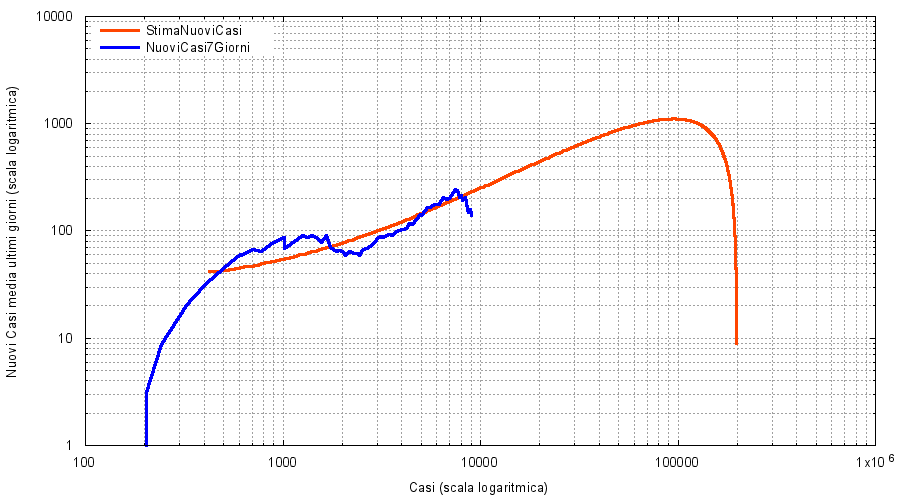 10000
StimaNuoviCasi
NuoviCasi7Giorni
1000
100
10
1
Nuovi Casi media ultimi giorni (scala logaritmica)
100
1000
10000
100000
1x10 6
Casi (scala logaritmica)